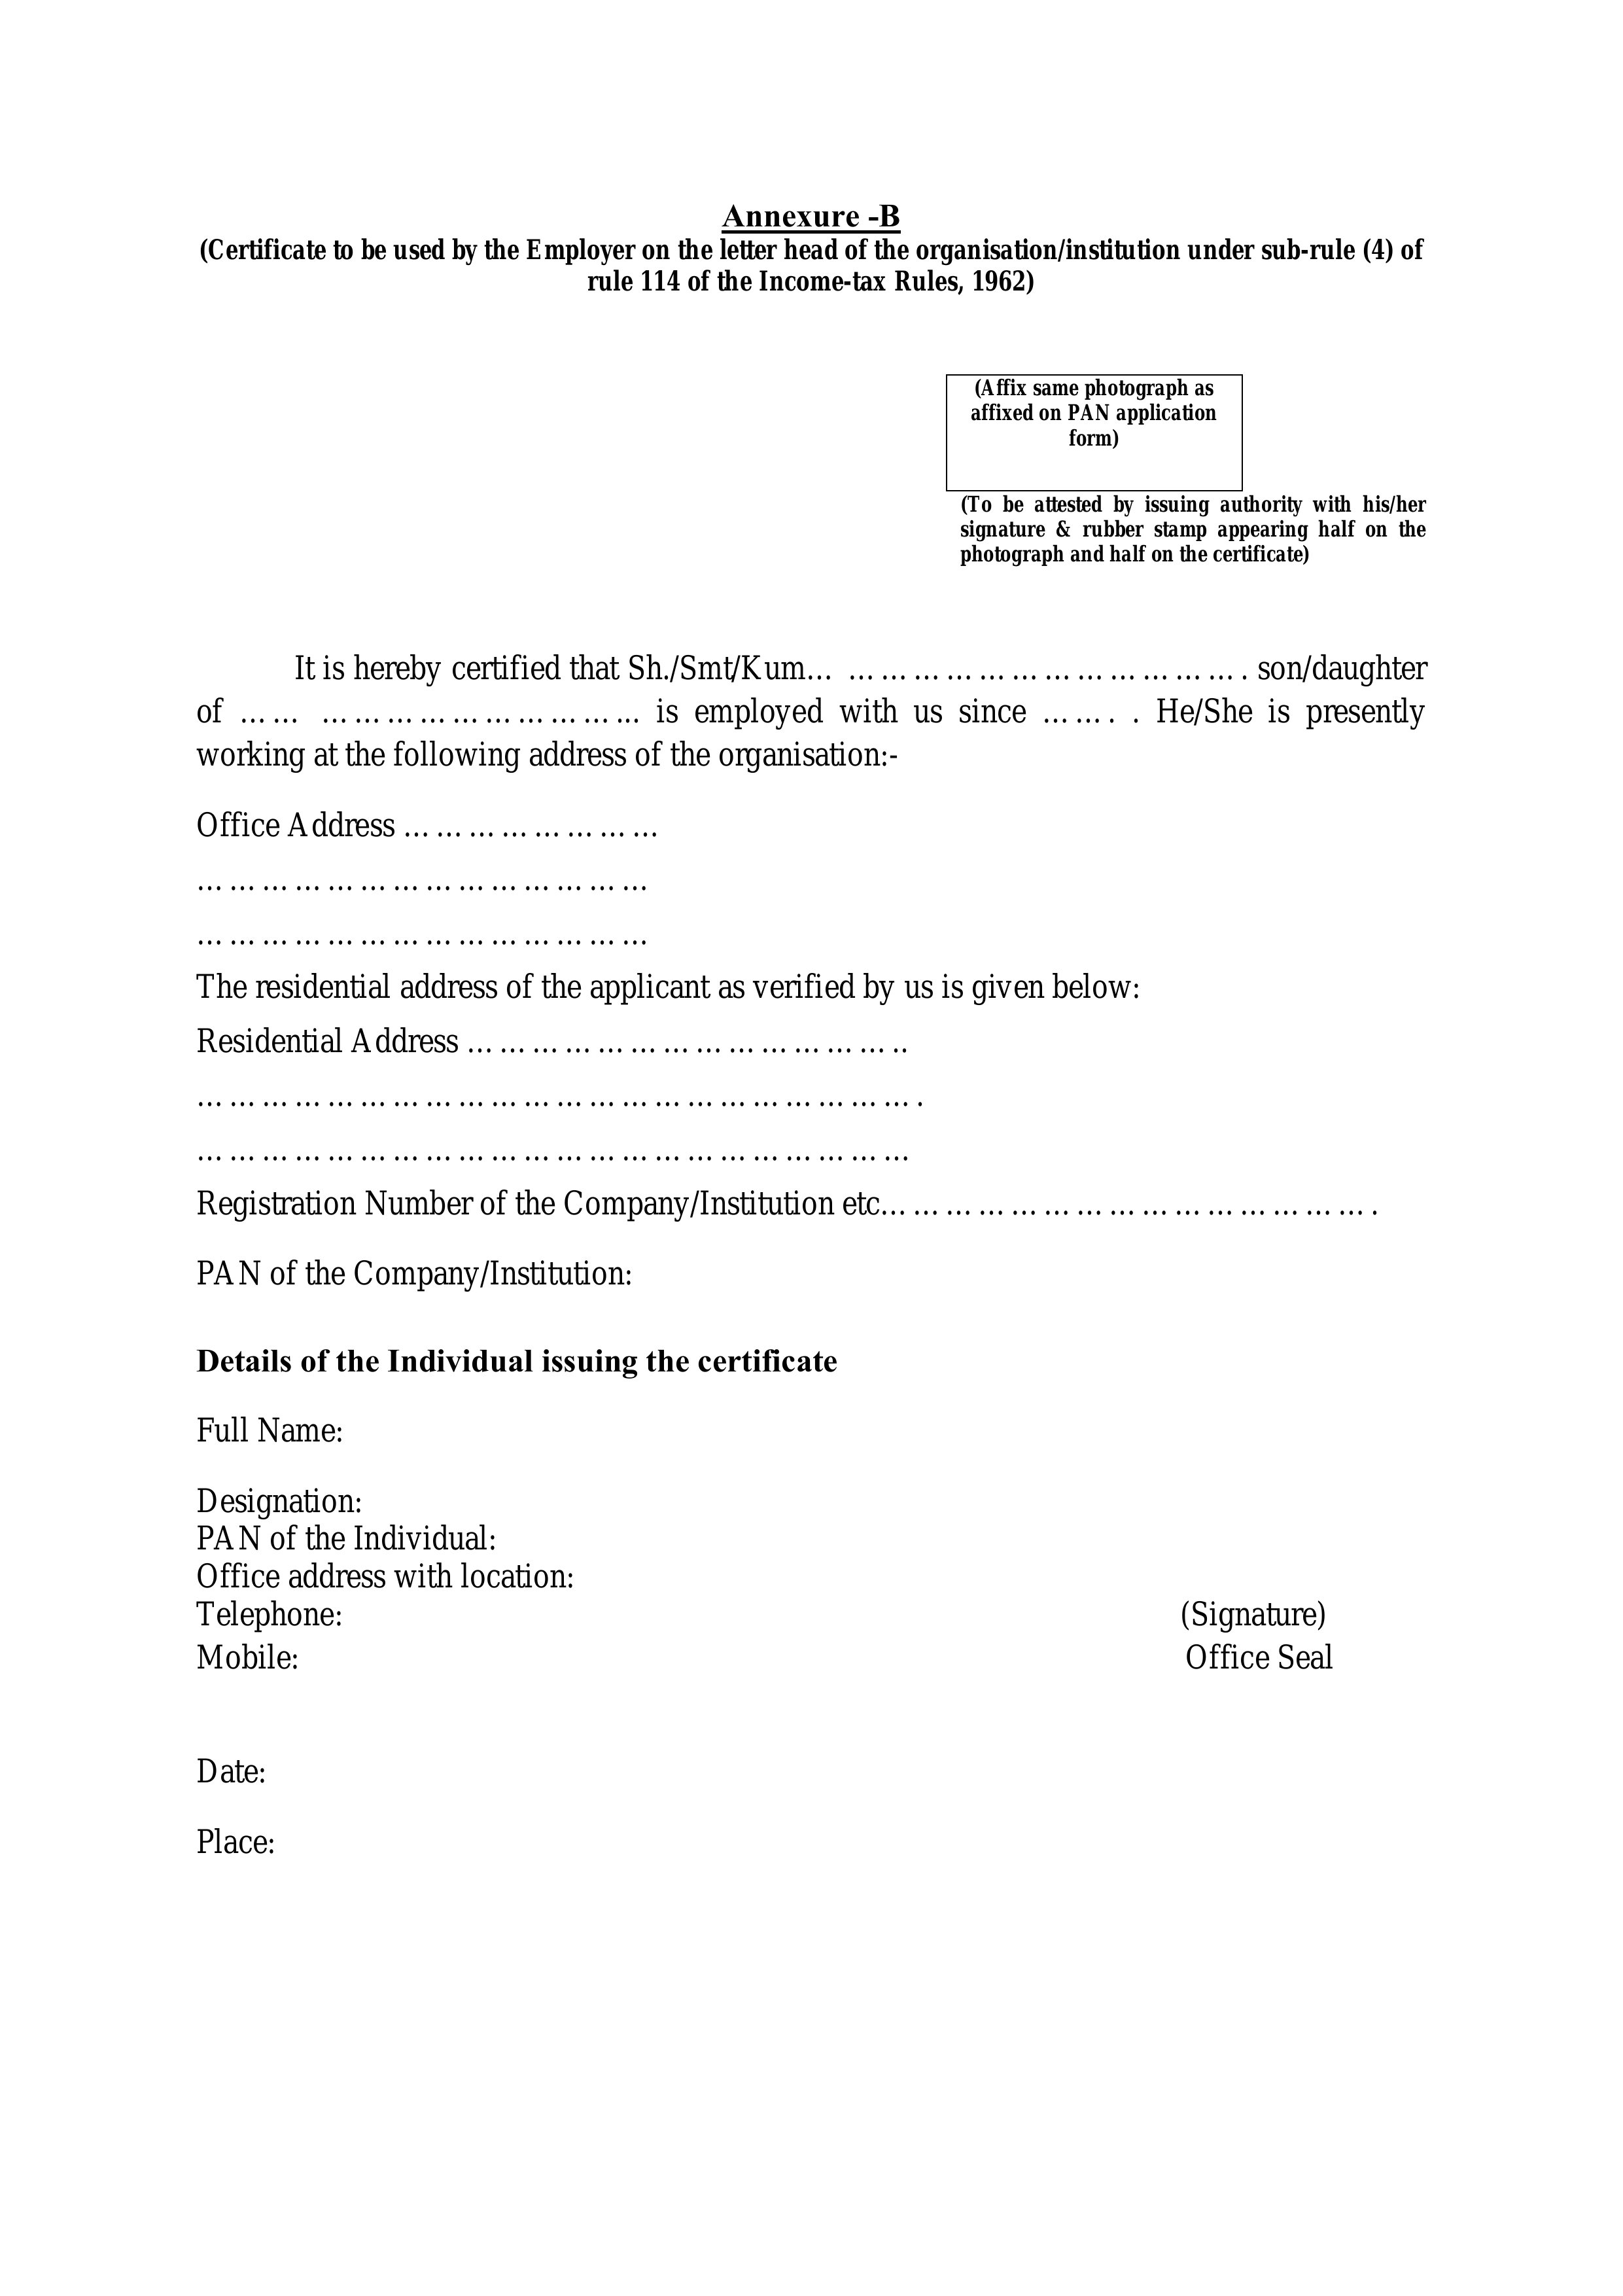 Annexure -B
(Certificate to be used by the Employer on the letter head of the organisation/institution under sub-rule (4) of
rule 114 of the Income-tax Rules, 1962)
(Affix same photograph as
affixed on PAN application
form)
(To be attested by issuing authority with his/her
signature & rubber stamp appearing half on the
photograph and half on the certificate)
It is hereby certified that Sh./Smt/Kum… … … … … … … … … … … … … . son/daughter
of … … … … … … … … … … … … is employed with us since … … . . He/She is presently
working at the following address of the organisation:-
Office Address … … … … … … … …
… … … … … … … … … … … … … …
… … … … … … … … … … … … … …
The residential address of the applicant as verified by us is given below:
Residential Address … … … … … … … … … … … … … ..
… … … … … … … … … … … … … … … … … … … … … … .
… … … … … … … … … … … … … … … … … … … … … …
Registration Number of the Company/Institution etc… … … … … … … … … … … … … … … .
PAN of the Company/Institution:
Details of the Individual issuing the certificate
Full Name:
Designation:
PAN of the Individual:
Office address with location:
Telephone: (Signature)
Mobile: Office Seal
Date:
Place: